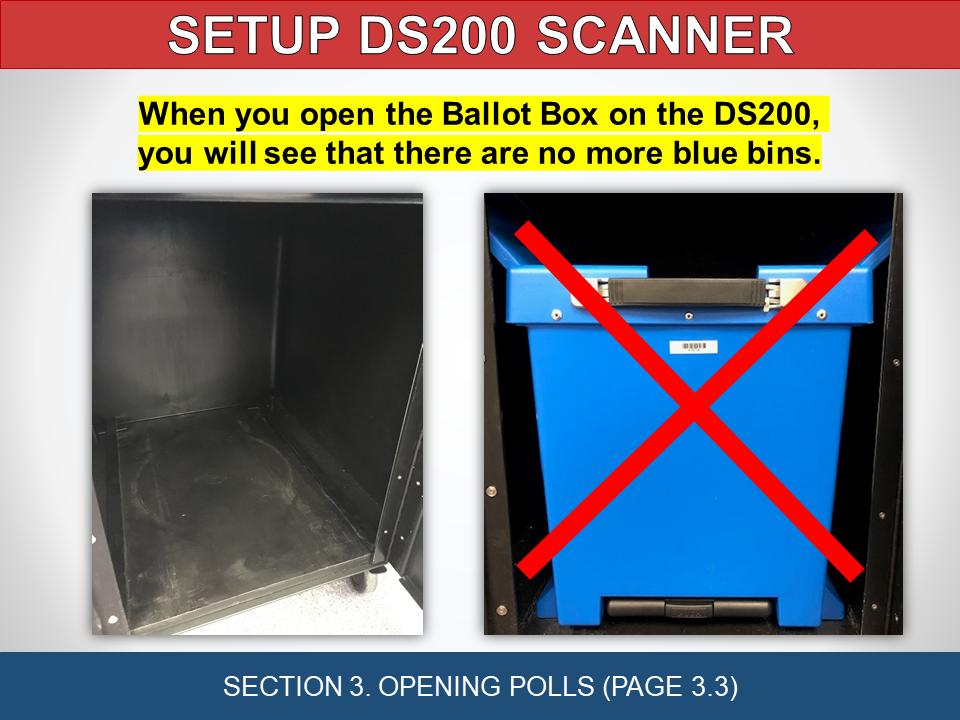 SETUP DS200 SCANNER
When you open the Ballot Box on the DS200,
you will see that there are no more blue bins.
SECTION 3. OPENING POLLS (PAGE 3.3)